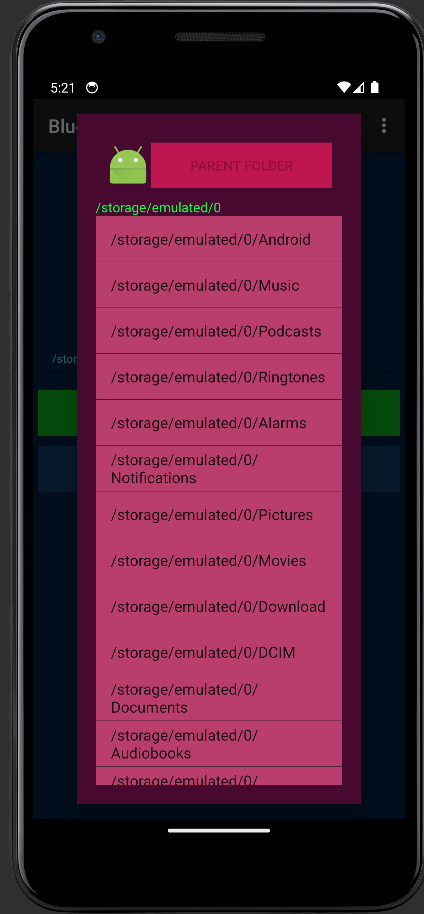 5:21
Blu
PARENT FOLDER
/storage/emulated/0
/storage/emulated/0/Android
/storage/emulated/0/Music
/storage/emulated/0/Podcasts
/stor
/storage/emulated/0/Ringtones
/storage/emulated/0/Alarms
/storage/emulated/0/
Notifications
/storage/emulated/0/Pictures
/storage/emulated/0/Movies
/storage/emulated/0/Download
/storage/emulated/0/DCIM
/storage/emulated/0/
Documents
/storage/emulated/0/
Audiobooks
/storage/emulated/0/